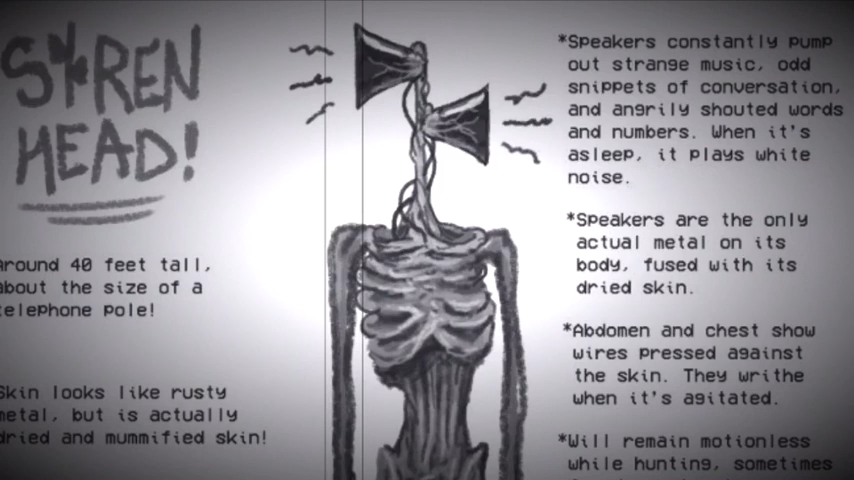 SYREN
HEAD!
around 40 feet tall,
about the size of a
telephone pole!
Skin looks like rusty
metal, but is actually
dried and mummified skin!
*Speakers constantly pump
out strange music, odd
snippets of conversation,
and angrily shouted words
and numbers. When it's
asleep, it plays white
noise.
*Speakers are the only
actual metal on its
body, fused with its
dried skin.
*Abdomen and chest show
wires pressed against
the skin. They writhe
when it's agitated.
*Will remain motionless
while hunting, sometimes